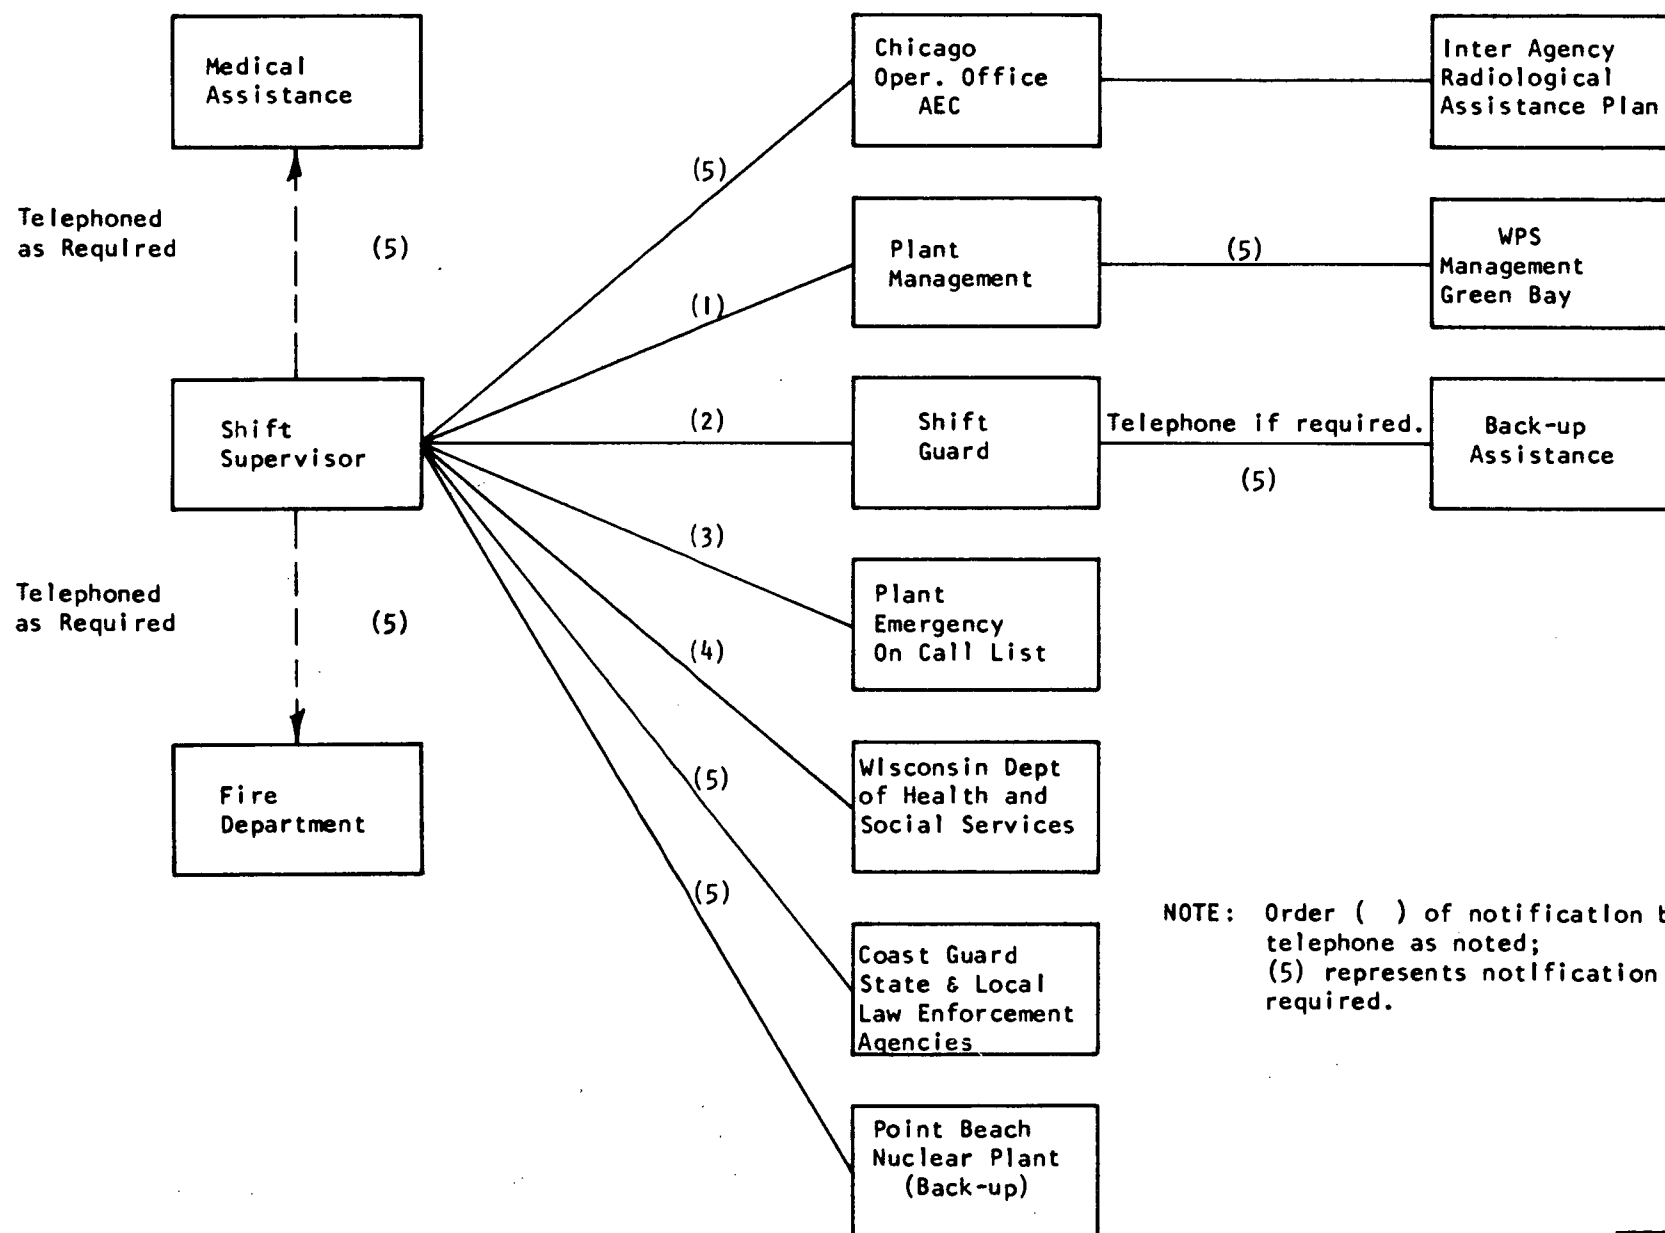 Medical
Assistance
Telephoned
as Required
(5)
Shift
Supervisor
Telephoned
as Required
(5)
Fire
Department
(5)
(1)
(2)
(3)
(4)
(5)
(5)
Chicago
Oper. Office
AEC
Inter Agency
Radiological
Assistance Plan
Plant
Management
(5)
WPS
Management
Green Bay
Shift
Guard
Telephone if required.
(5)
Back-up
Assistance
Plant
Emergency
On Call List
Wisconsin Dept
of Health and
Social Services
Coast Guard
State & Local
Law Enforcement
Agencies
Point Beach
Nuclear Plant
(Back-up)
NOTE: Order ( ) of notification
telephone as noted;
(5) represents notification
required.